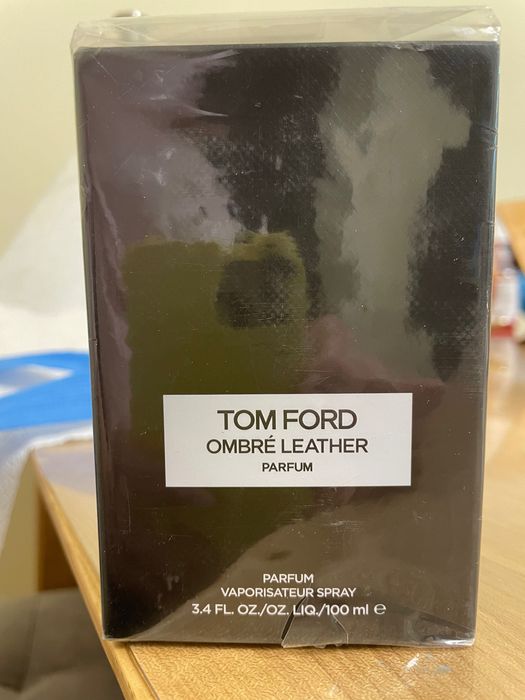 TOM FORD
OMBRÉ LEATHER
PARFUM
PARFUM
VAPORISATEUR SPRAY
3.4 FL. OZ./OZ. LIQ./100 ml ℮